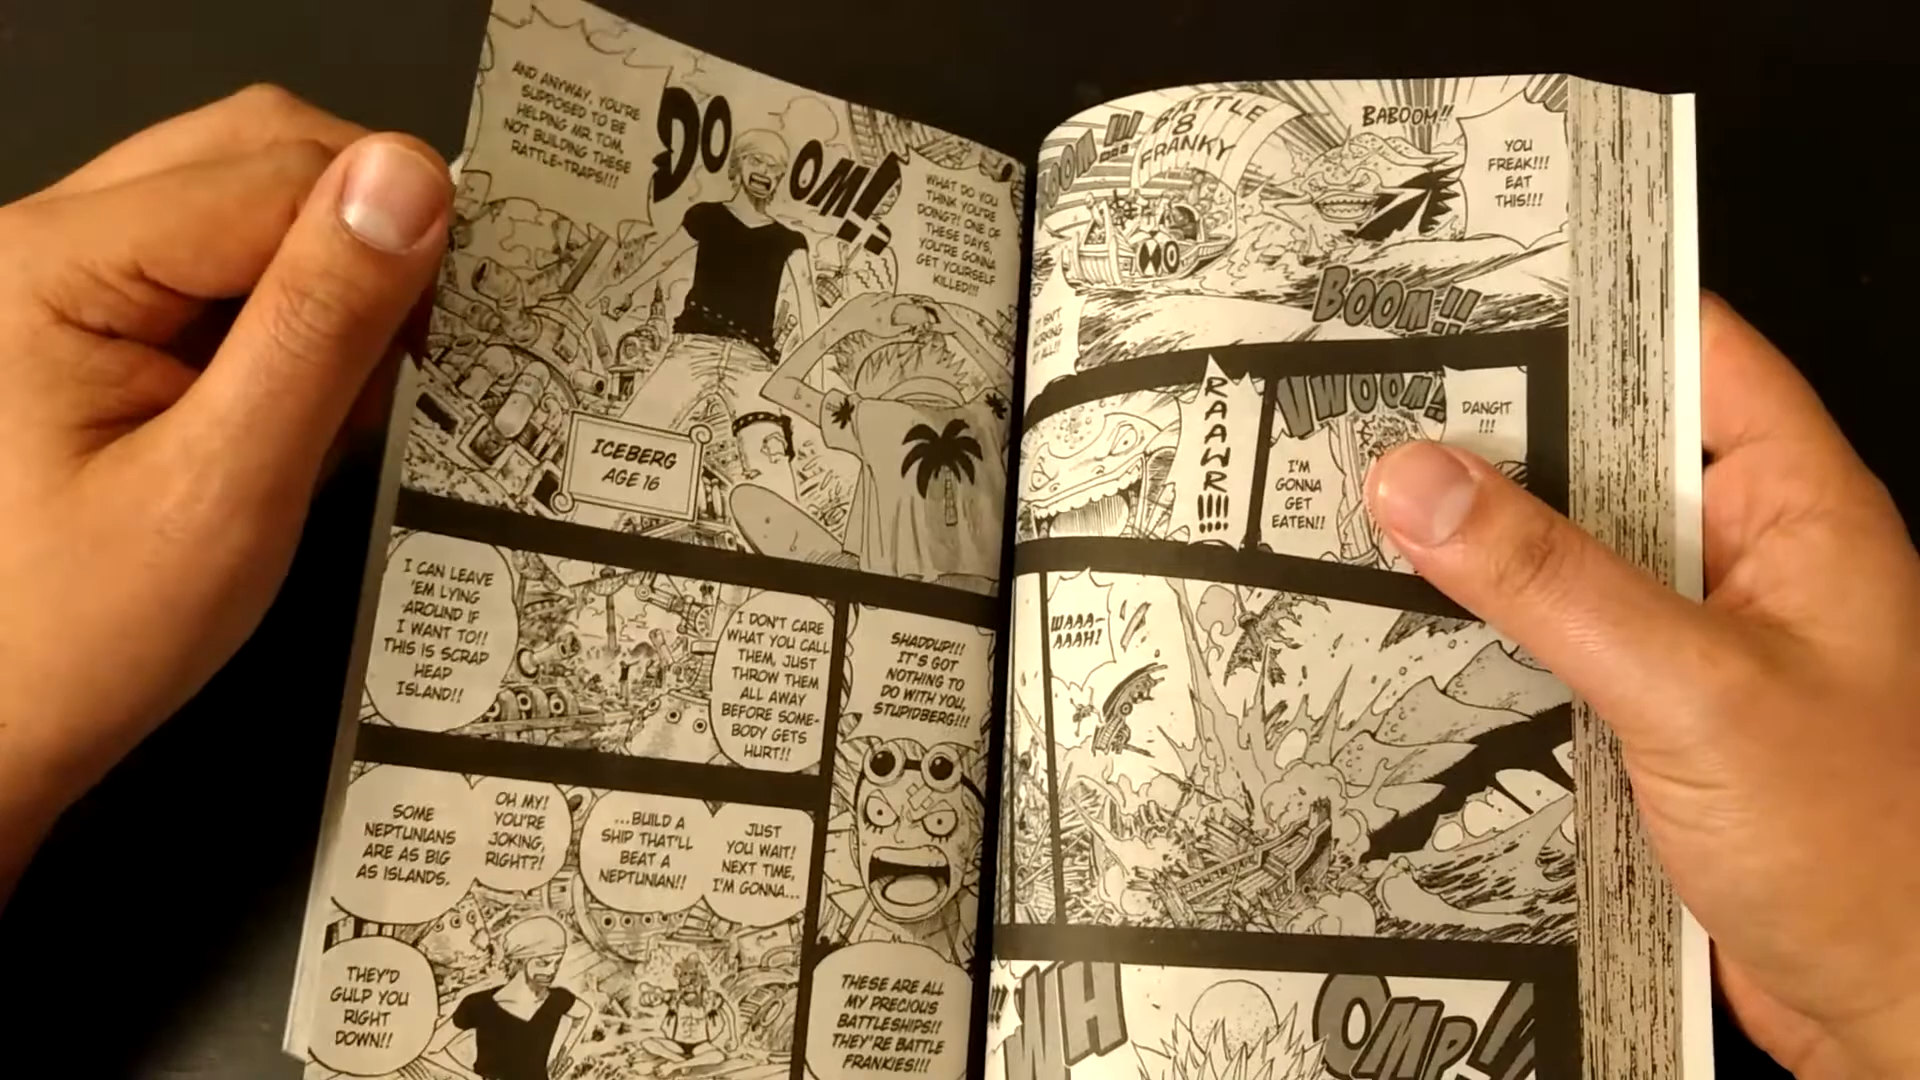 YOU
FREAK!!!
EAT
THIS!!!
BABOOM!!
BATTLE
8
FRANKY
BOOM!!
ISN'T
DANGIT
!!!
VWOOM!!
I'M
GONNA
GET
EATEN!!
RAAWR!!!!
WAAA-
AAAH!
WH OMP!!
WHAT DO YOU
THINK YOU'RE
DOING?! ONE OF
THESE DAYS,
YOU'RE GONNA
GET YOURSELF
KILLED!!!
DOOM!!
AND ANYWAY, YOU'RE
SUPPOSED TO BE
HELPING MR. TOM,
NOT BUILDING THESE
RATTLE-TRAPS!!!
ICEBERG
AGE 16
I DON'T CARE
WHAT YOU CALL
THEM, JUST
THROW THEM
ALL AWAY
BEFORE SOME-
BODY GETS
HURT!!
I CAN LEAVE
'EM LYING
AROUND IF
I WANT TO!!
THIS IS SCRAP
HEAP
ISLAND!!
SHADDUP!!!
IT'S GOT
NOTHING TO
DO WITH YOU,
STUPIDBERG!!!
THESE ARE ALL
MY PRECIOUS
BATTLESHIPS!!
THEY'RE BATTLE
FRANKIES!!!
JUST
YOU WAIT!
NEXT TIME,
I'M GONNA...
...BUILD A
SHIP THAT'LL
BEAT A
NEPTUNIAN!!
OH MY!
YOU'RE
JOKING,
RIGHT?!
SOME
NEPTUNIANS
ARE AS BIG
AS ISLANDS.
THEY'D
GULP YOU
RIGHT
DOWN!!